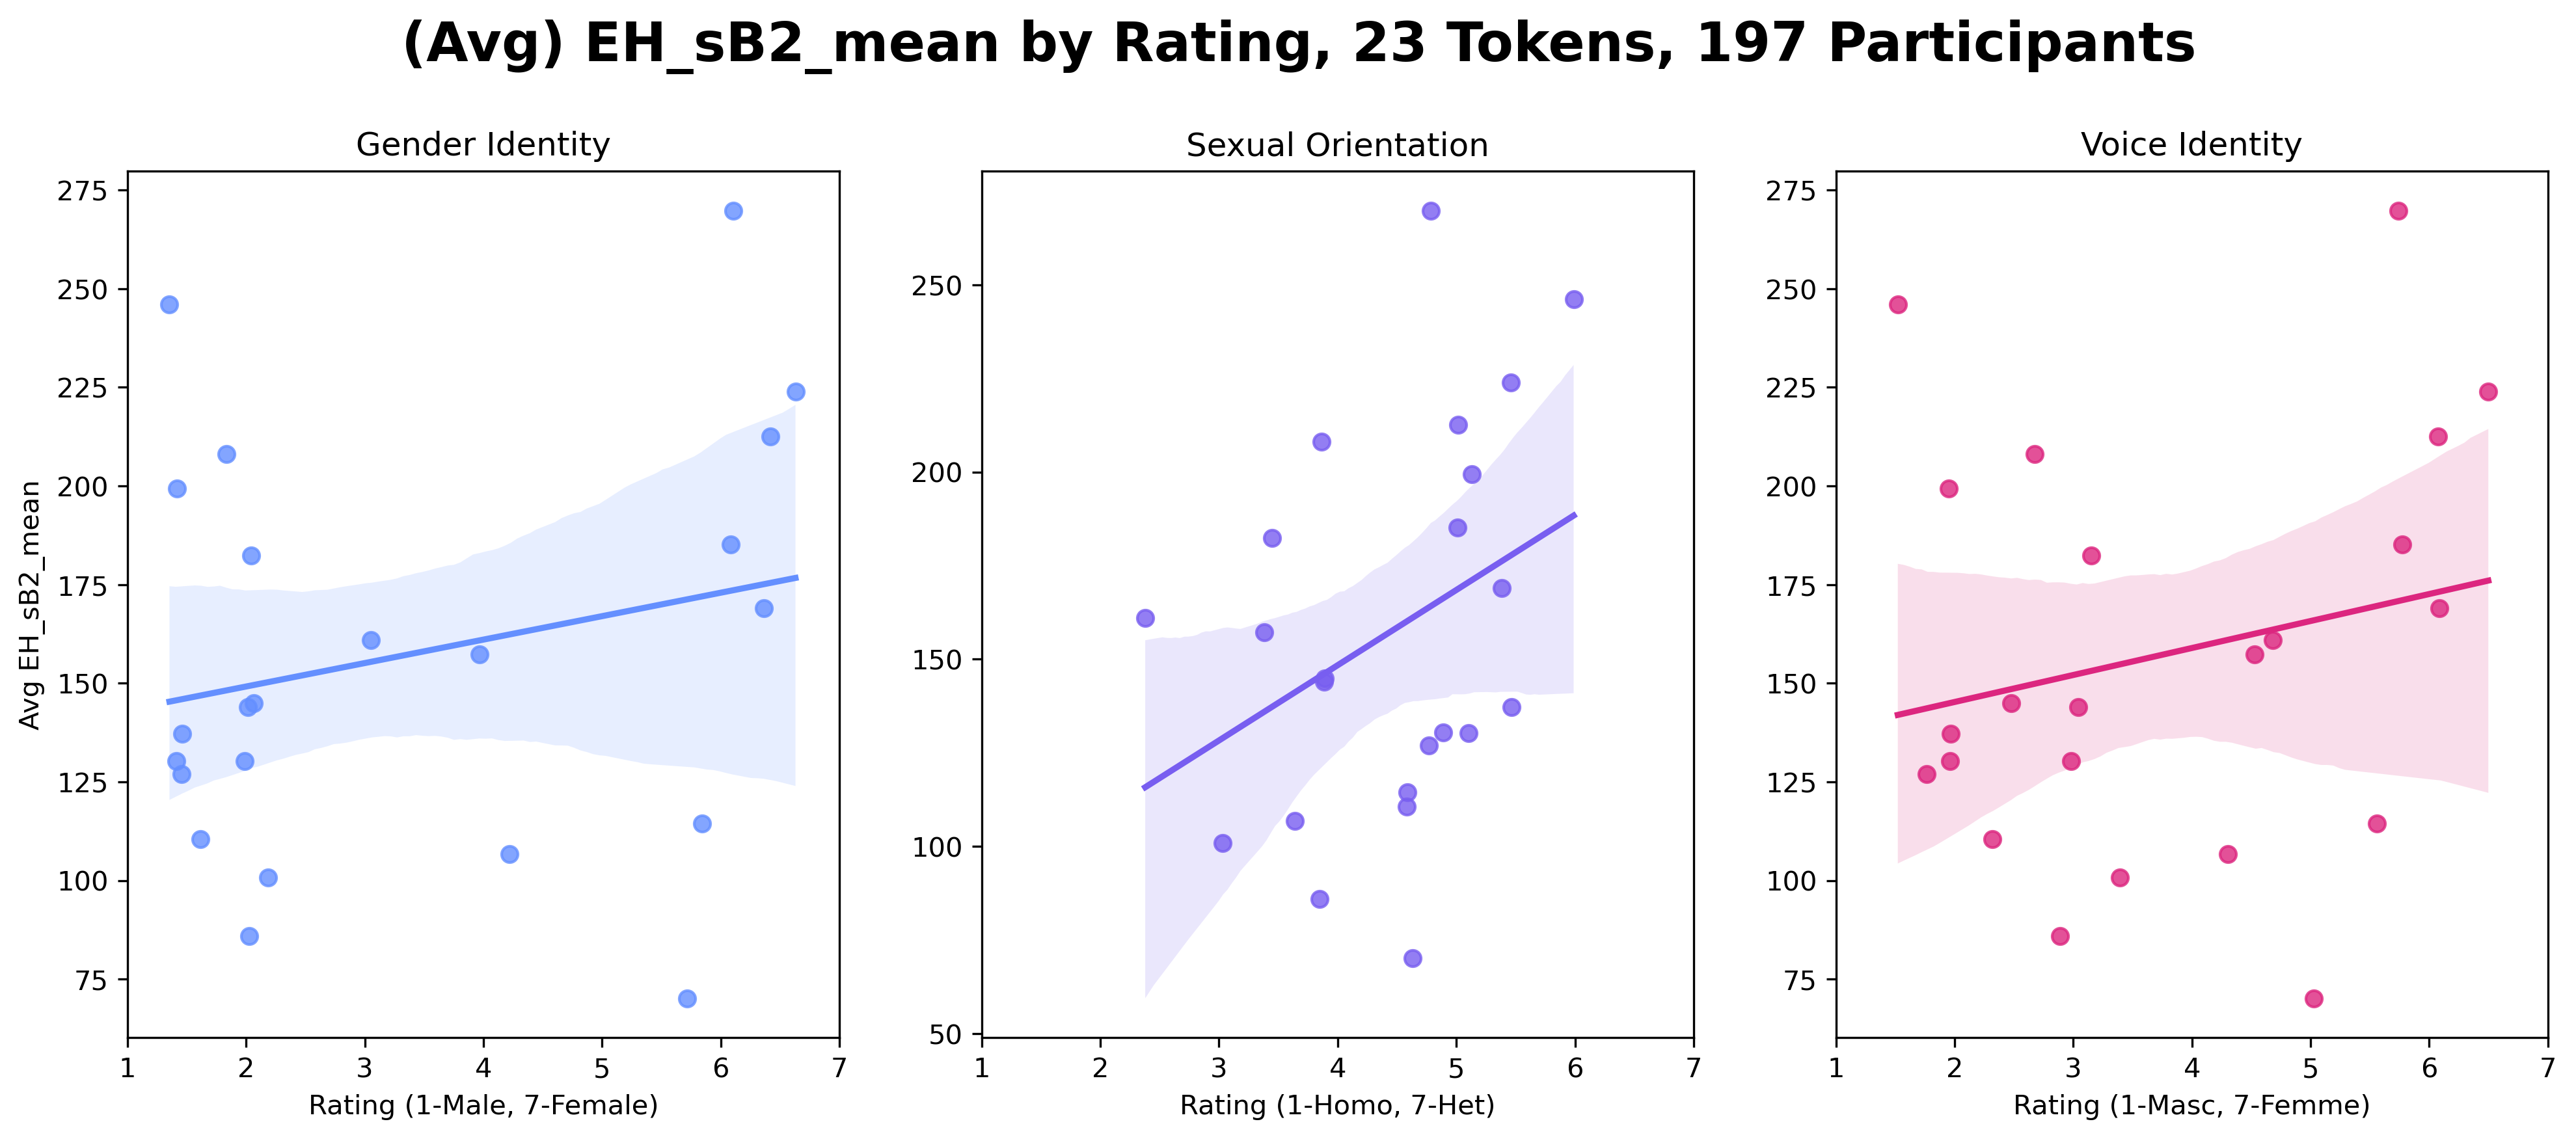 (Avg) EH_sB2_mean by Rating, 23 Tokens, 197 Participants
Gender Identity
Avg EH_sB2_mean
275
250
225
200
175
150
125
100
75
1 2 3 4 5 6 7
Rating (1-Male, 7-Female)
Sexual Orientation
250
200
150
100
50
1 2 3 4 5 6 7
Rating (1-Homo, 7-Het)
Voice Identity
275
250
225
200
175
150
125
100
75
1 2 3 4 5 6 7
Rating (1-Masc, 7-Femme)